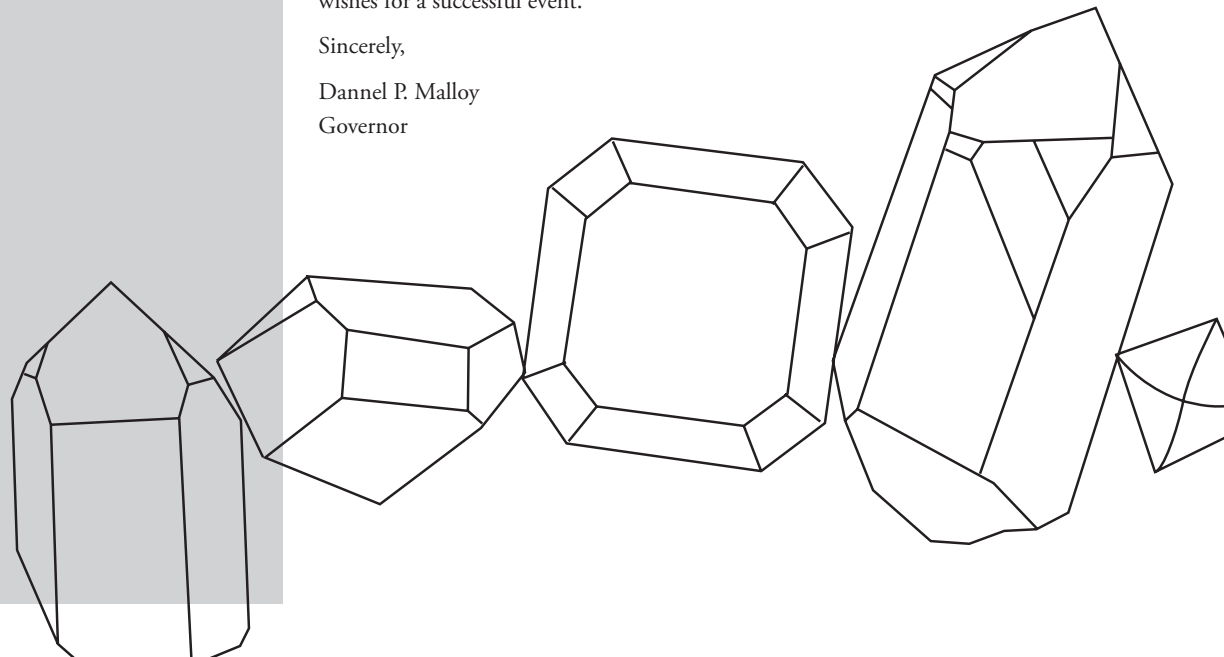 wishes for a successful event.
Sincerely,
Dannel P. Malloy
Governor